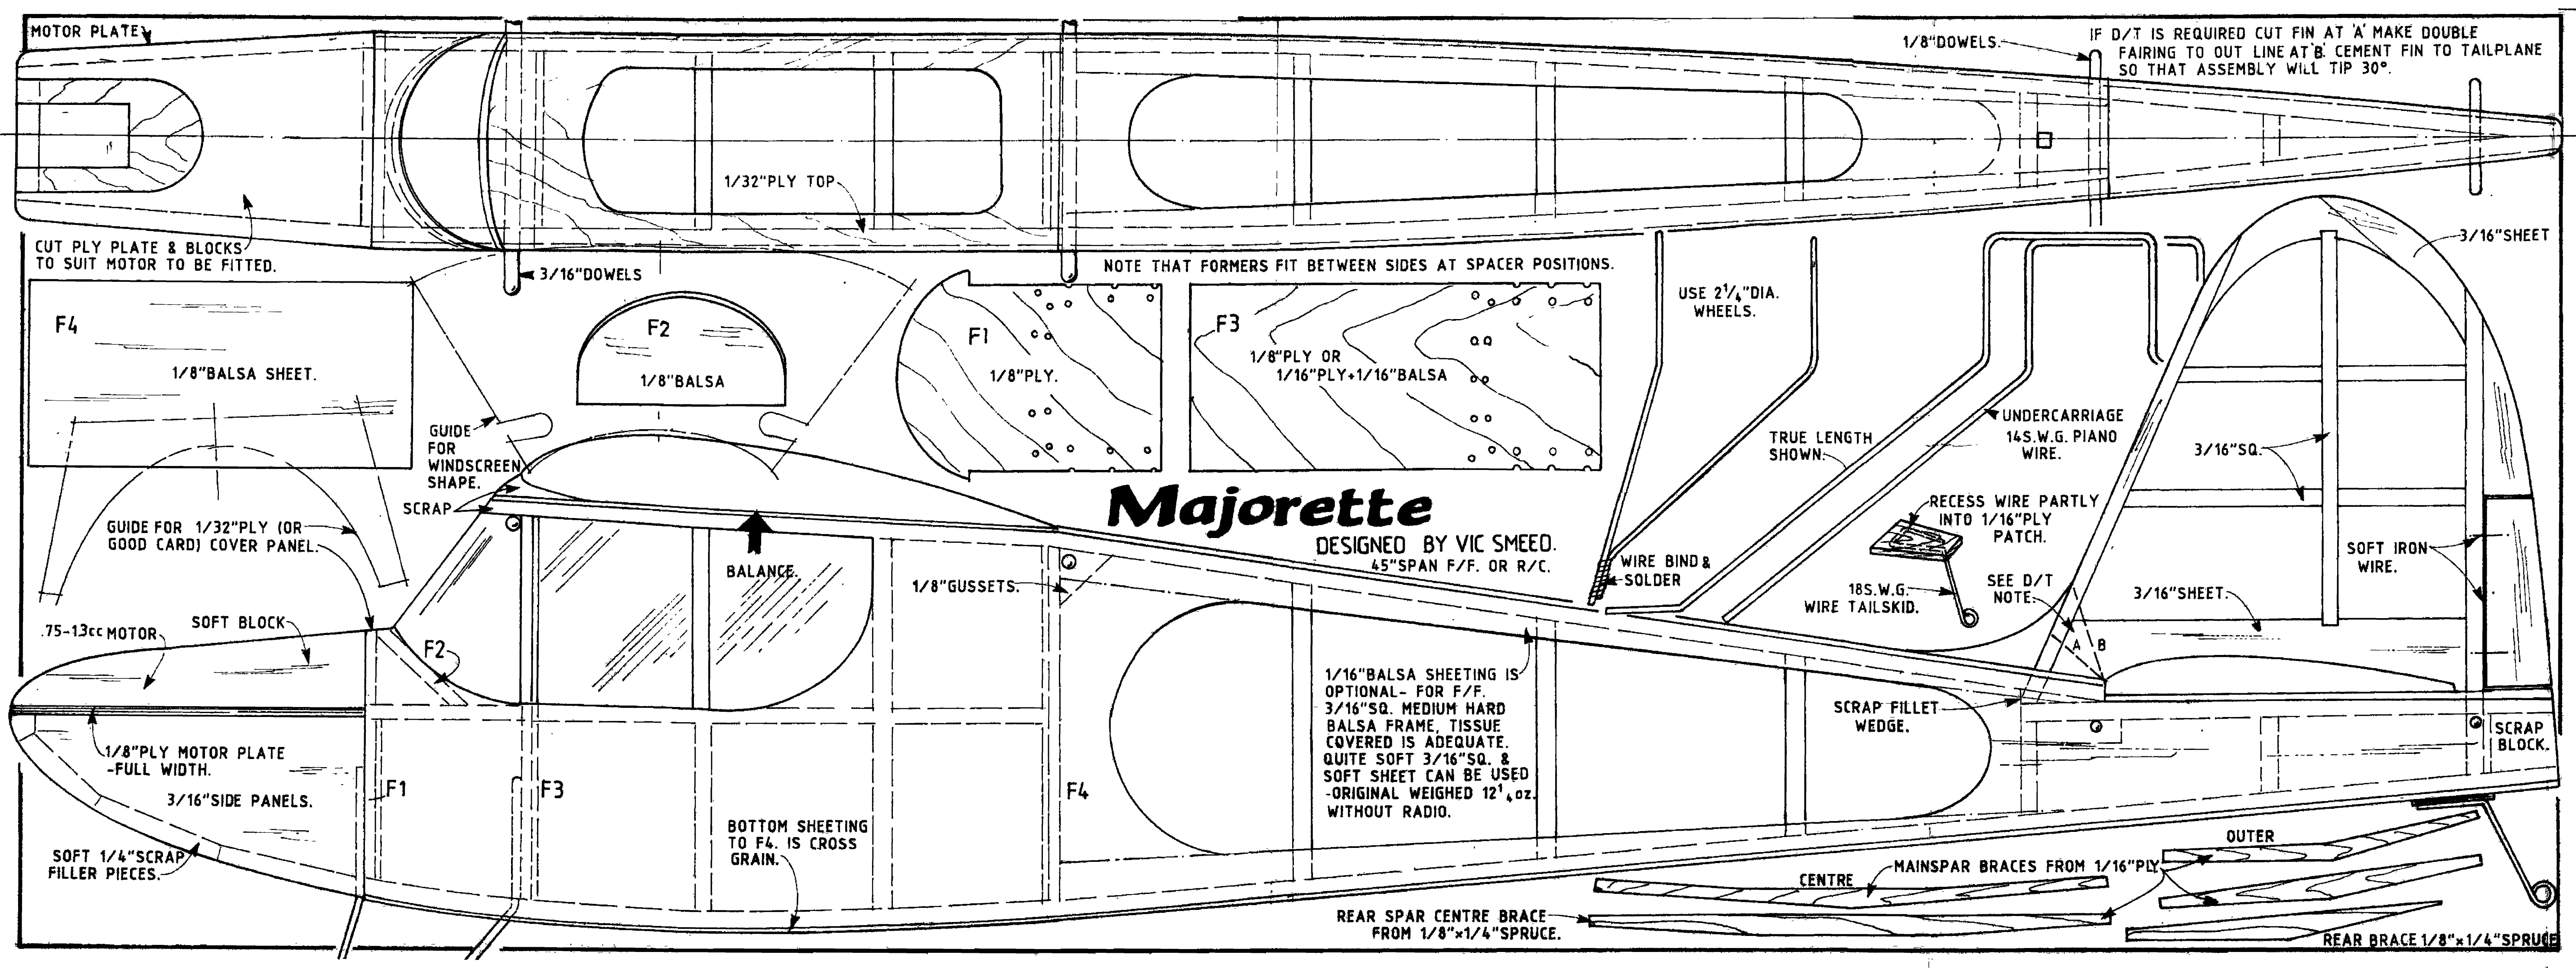 MOTOR PLATE
1/8"DOWELS.
IF D/T IS REQUIRED CUT FIN AT 'A' MAKE DOUBLE
FAIRING TO OUT LINE AT 'B'. CEMENT FIN TO TAILPLANE
SO THAT ASSEMBLY WILL TIP 30°.
1/32"PLY TOP
CUT PLY PLATE & BLOCKS
TO SUIT MOTOR TO BE FITTED.
3/16"DOWELS
NOTE THAT FORMERS FIT BETWEEN SIDES AT SPACER POSITIONS.
3/16"SHEET
F4
1/8"BALSA SHEET.
F2
1/8"BALSA
F1
1/8"PLY.
F3
1/8"PLY OR
1/16"PLY+1/16"BALSA
USE 2 1/4"DIA.
WHEELS.
GUIDE
FOR
WINDSCREEN
SHAPE.
SCRAP
TRUE LENGTH
SHOWN.
UNDERCARRIAGE
14S.W.G. PIANO
WIRE.
3/16"SQ.
GUIDE FOR 1/32"PLY (OR
GOOD CARD) COVER PANEL.
Majorette
DESIGNED BY VIC SMEED.
45"SPAN F/F. OR R/C.
RECESS WIRE PARTLY
INTO 1/16"PLY
PATCH.
BALANCE.
1/8"GUSSETS.
WIRE BIND &
SOLDER
18S.W.G.
WIRE TAILSKID.
SEE D/T
NOTE.
3/16"SHEET.
SOFT IRON
WIRE.
.75-1.3cc MOTOR
SOFT BLOCK
F2
A
B
1/16"BALSA SHEETING IS
OPTIONAL- FOR F/F.
3/16"SQ. MEDIUM HARD
BALSA FRAME, TISSUE
COVERED IS ADEQUATE.
QUITE SOFT 3/16"SQ. &
SOFT SHEET CAN BE USED
-ORIGINAL WEIGHED 12 1/4 oz.
WITHOUT RADIO.
SCRAP FILLET
WEDGE.
SCRAP
BLOCK.
1/8"PLY MOTOR PLATE
-FULL WIDTH.
3/16"SIDE PANELS.
F1
F3
F4
BOTTOM SHEETING
TO F4. IS CROSS
GRAIN.
SOFT 1/4"SCRAP
FILLER PIECES.
OUTER
MAINSPAR BRACES FROM 1/16"PLY
CENTRE
REAR SPAR CENTRE BRACE
FROM 1/8"x1/4"SPRUCE.
REAR BRACE 1/8"x1/4"SPRUCE